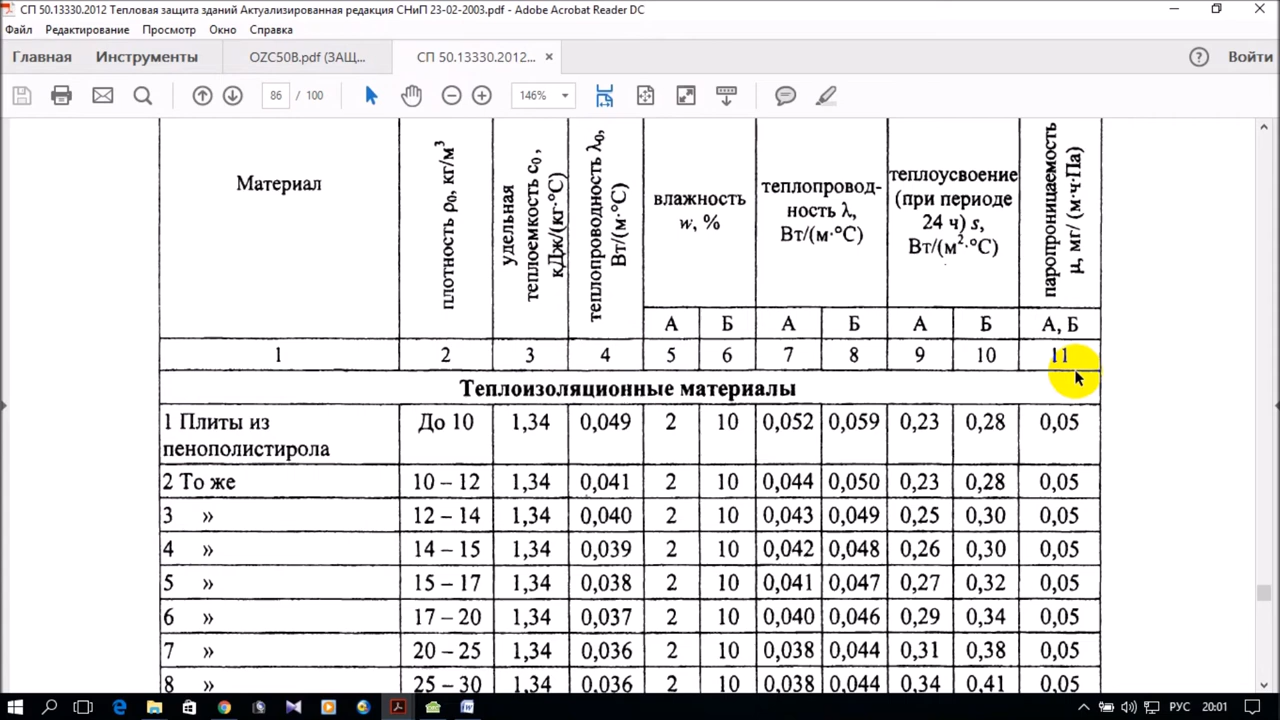 СП 50.13330.2012 Тепловая защита зданий Актуализированная редакция СНиП 23-02-2003.pdf - Adobe Acrobat Reader DC
Файл Редактирование Просмотр Окно Справка
Главная Инструменты OZC50B.pdf (ЗАЩ... СП 50.13330.2012... × Войти
86 / 100 146%
Материал
плотность ρ0, кг/м³
удельная теплоемкость c0, кДж/(кг·°С)
теплопроводность λ0, Вт/(м·°С)
влажность
w, %
теплопровод-
ность λ,
Вт/(м·°С)
теплоусвоение
(при периоде
24 ч) s,
Вт/(м²·°С)
паропроницаемость μ, мг/ (м·ч·Па)
А Б А Б А Б А, Б
1 2 3 4 5 6 7 8 9 10 11
Теплоизоляционные материалы
1 Плиты из До 10 1,34 0,049 2 10 0,052 0,059 0,23 0,28 0,05
пенополистирола
2 То же 10 – 12 1,34 0,041 2 10 0,044 0,050 0,23 0,28 0,05
3 » 12 – 14 1,34 0,040 2 10 0,043 0,049 0,25 0,30 0,05
4 » 14 – 15 1,34 0,039 2 10 0,042 0,048 0,26 0,30 0,05
5 » 15 – 17 1,34 0,038 2 10 0,041 0,047 0,27 0,32 0,05
6 » 17 – 20 1,34 0,037 2 10 0,040 0,046 0,29 0,34 0,05
7 » 20 – 25 1,34 0,036 2 10 0,038 0,044 0,31 0,38 0,05
8 » 25 – 30 1,34 0,036 2 10 0,038 0,044 0,34 0,41 0,05
РУС 20:01